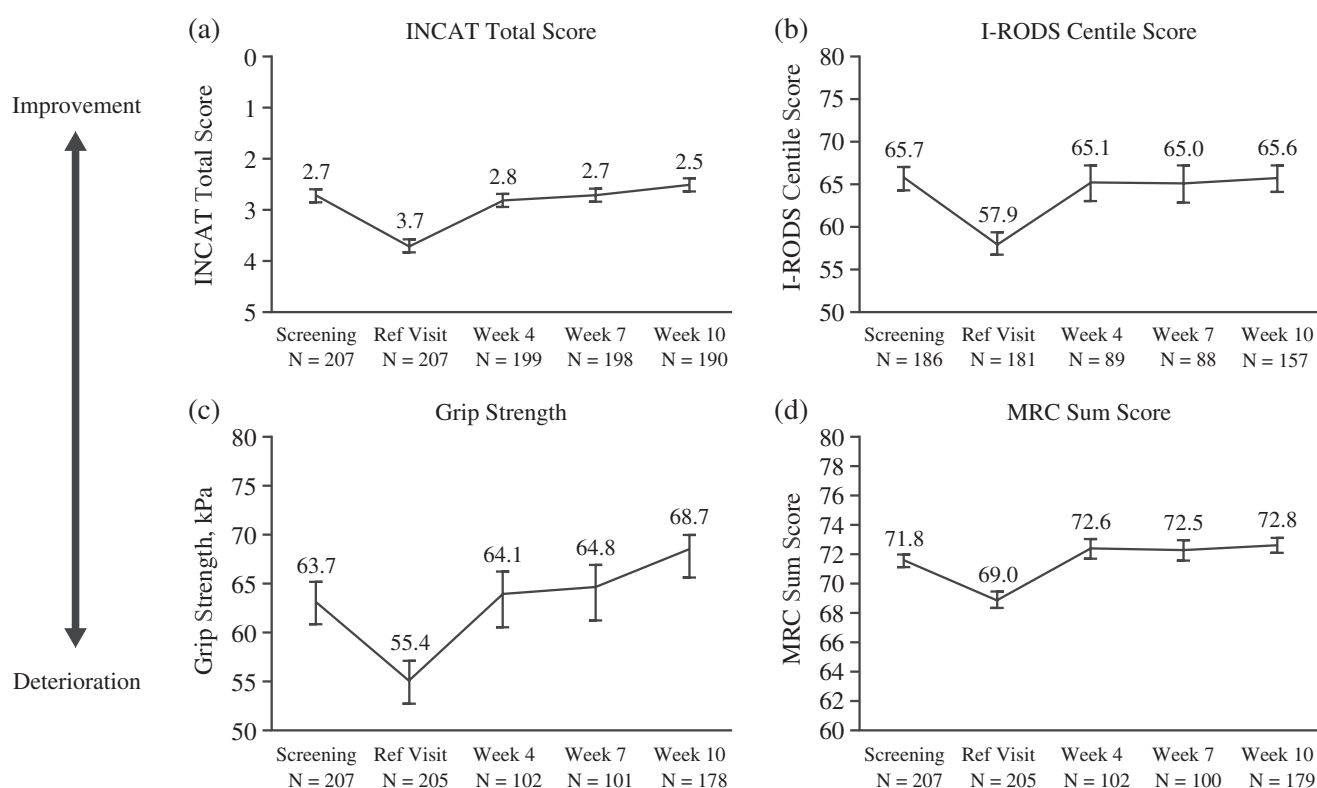 (a) INCAT Total Score
Improvement
Deterioration
INCAT Total Score
0
1
2
3
4
5
2.7
3.7
2.8
2.7
2.5
Screening Ref Visit Week 4 Week 7 Week 10
N = 207 N = 207 N = 199 N = 198 N = 190
(b) I-RODS Centile Score
I-RODS Centile Score
80
75
70
65
60
55
50
65.7
57.9
65.1
65.0
65.6
Screening Ref Visit Week 4 Week 7 Week 10
N = 186 N = 181 N = 89 N = 88 N = 157
(c) Grip Strength
Grip Strength, kPa
80
75
70
65
60
55
50
63.7
55.4
64.1
64.8
68.7
Screening Ref Visit Week 4 Week 7 Week 10
N = 207 N = 205 N = 102 N = 101 N = 178
(d) MRC Sum Score
MRC Sum Score
80
78
76
74
72
70
68
66
64
62
60
71.8
69.0
72.6
72.5
72.8
Screening Ref Visit Week 4 Week 7 Week 10
N = 207 N = 205 N = 102 N = 100 N = 179